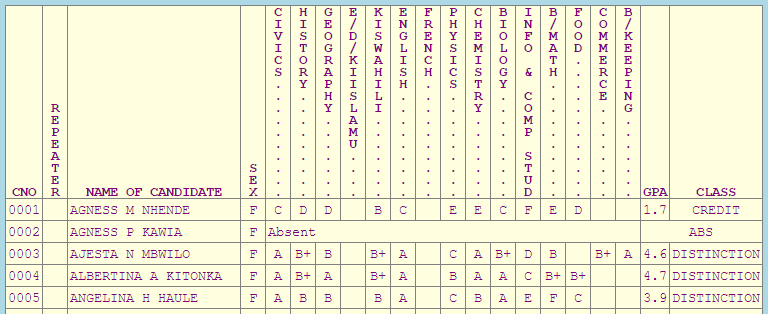 CNO
REPEATER
NAME OF CANDIDATE
SEX
CIVICS..........
HISTORY.........
GEOGRAPHY.......
E/D/KIISLAMU....
KISWAHILI.......
ENGLISH.........
FRENCH..........
PHYSICS.........
CHEMISTRY.......
BIOLOGY.........
INFO & COMP STUD
B/MATH..........
FOOD............
COMMERCE........
B/KEEPING.......
GPA
CLASS
0001 AGNESS M NHENDE F C D D B C E E C F E D 1.7 CREDIT
0002 AGNESS P KAWIA F Absent ABS
0003 AJESTA N MBWILO F A B+ B B+ A C A B+ D B B+ A 4.6 DISTINCTION
0004 ALBERTINA A KITONKA F A B+ A B+ A B A A C B+ B+ 4.7 DISTINCTION
0005 ANGELINA H HAULE F A B B B A C B A E F C 3.9 DISTINCTION